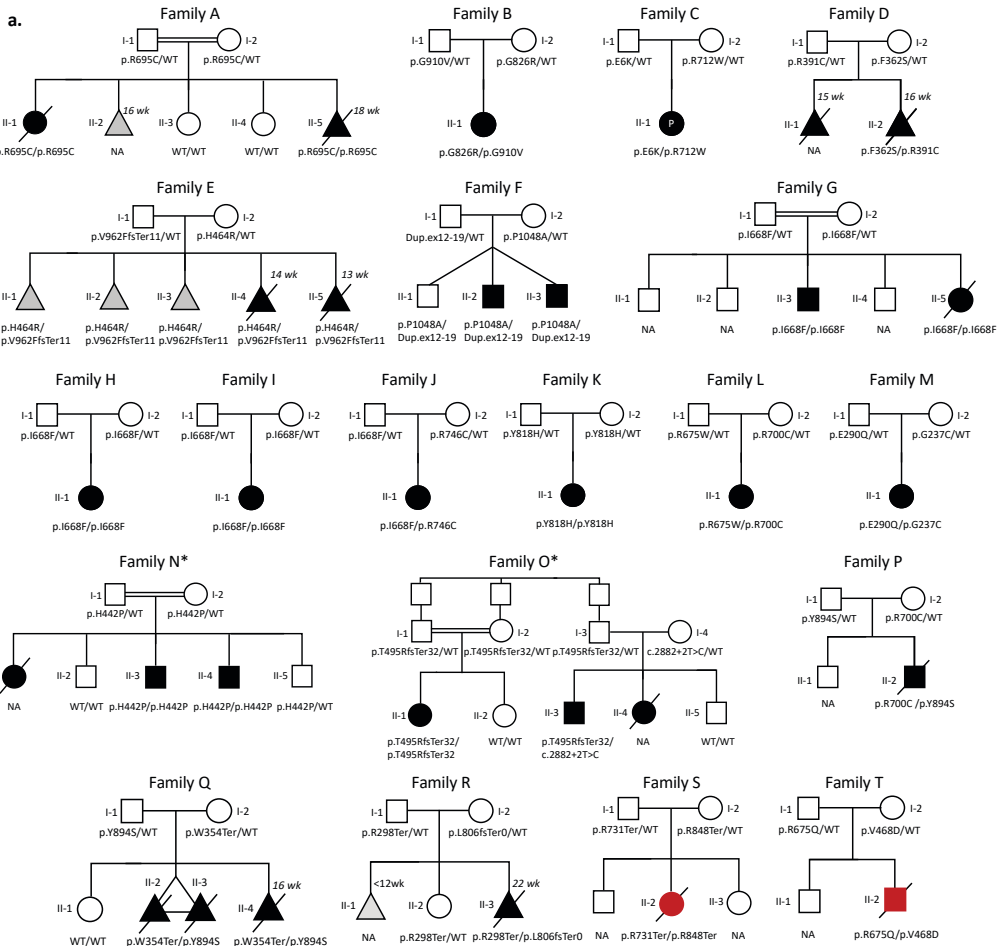 a.
Family A
I-1
I-2
p.R695C/WT
p.R695C/WT
II-1
II-2
16 wk
II-3
II-4
II-5
18 wk
p.R695C/p.R695C
NA
WT/WT
WT/WT
p.R695C/p.R695C
Family B
I-1
I-2
p.G910V/WT
p.G826R/WT
II-1
p.G826R/p.G910V
Family C
I-1
I-2
p.E6K/WT
p.R712W/WT
II-1
P
p.E6K/p.R712W
Family D
I-1
I-2
p.R391C/WT
p.F362S/WT
15 wk
16 wk
II-1
II-2
NA
p.F362S/p.R391C
Family E
I-1
I-2
p.V962FfsTer11/WT
p.H464R/WT
14 wk
13 wk
II-1
II-2
II-3
II-4
II-5
p.H464R/
p.H464R/
p.H464R/
p.H464R/
p.H464R/
p.V962FfsTer11
p.V962FfsTer11
p.V962FfsTer11
p.V962FfsTer11
p.V962FfsTer11
Family F
I-1
I-2
Dup.ex12-19/WT
p.P1048A/WT
II-1
II-2
II-3
p.P1048A/
p.P1048A/
p.P1048A/
Dup.ex12-19
Dup.ex12-19
Dup.ex12-19
Family G
I-1
I-2
p.I668F/WT
p.I668F/WT
II-1
II-2
II-3
II-4
II-5
NA
NA
p.I668F/p.I668F
NA
p.I668F/p.I668F
Family H
I-1
I-2
p.I668F/WT
p.I668F/WT
II-1
p.I668F/p.I668F
Family I
I-1
I-2
p.I668F/WT
p.I668F/WT
II-1
p.I668F/p.I668F
Family J
I-1
I-2
p.I668F/WT
p.R746C/WT
II-1
p.I668F/p.R746C
Family K
I-1
I-2
p.Y818H/WT
p.Y818H/WT
II-1
p.Y818H/p.Y818H
Family L
I-1
I-2
p.R675W/WT
p.R700C/WT
II-1
p.R675W/p.R700C
Family M
I-1
I-2
p.E290Q/WT
p.G237C/WT
II-1
p.E290Q/p.G237C
Family N*
I-1
I-2
p.H442P/WT
p.H442P/WT
II-2
II-3
II-4
II-5
NA
WT/WT
p.H442P/p.H442P
p.H442P/p.H442P
p.H442P/WT
Family O*
I-1
I-2
I-3
I-4
p.T495RfsTer32/WT
p.T495RfsTer32/WT
p.T495RfsTer32/WT
c.2882+2T>C/WT
II-1
II-2
II-3
II-4
II-5
p.T495RfsTer32/
p.T495RfsTer32
WT/WT
p.T495RfsTer32/
c.2882+2T>C
NA
WT/WT
Family P
I-1
I-2
p.Y894S/WT
p.R700C/WT
II-1
II-2
NA
p.R700C /p.Y894S
Family Q
I-1
I-2
p.Y894S/WT
p.W354Ter/WT
II-1
II-2
II-3
II-4
16 wk
WT/WT
p.W354Ter/p.Y894S
p.W354Ter/p.Y894S
Family R
I-1
I-2
p.R298Ter/WT
p.L806fsTer0/WT
<12wk
22 wk
II-1
II-2
II-3
NA
p.R298Ter/WT
p.R298Ter/p.L806fsTer0
Family S
I-1
I-2
p.R731Ter/WT
p.R848Ter/WT
II-2
II-3
NA
p.R731Ter/p.R848Ter
NA
Family T
I-1
I-2
p.R675Q/WT
p.V468D/WT
II-1
II-2
NA
p.R675Q/p.V468D